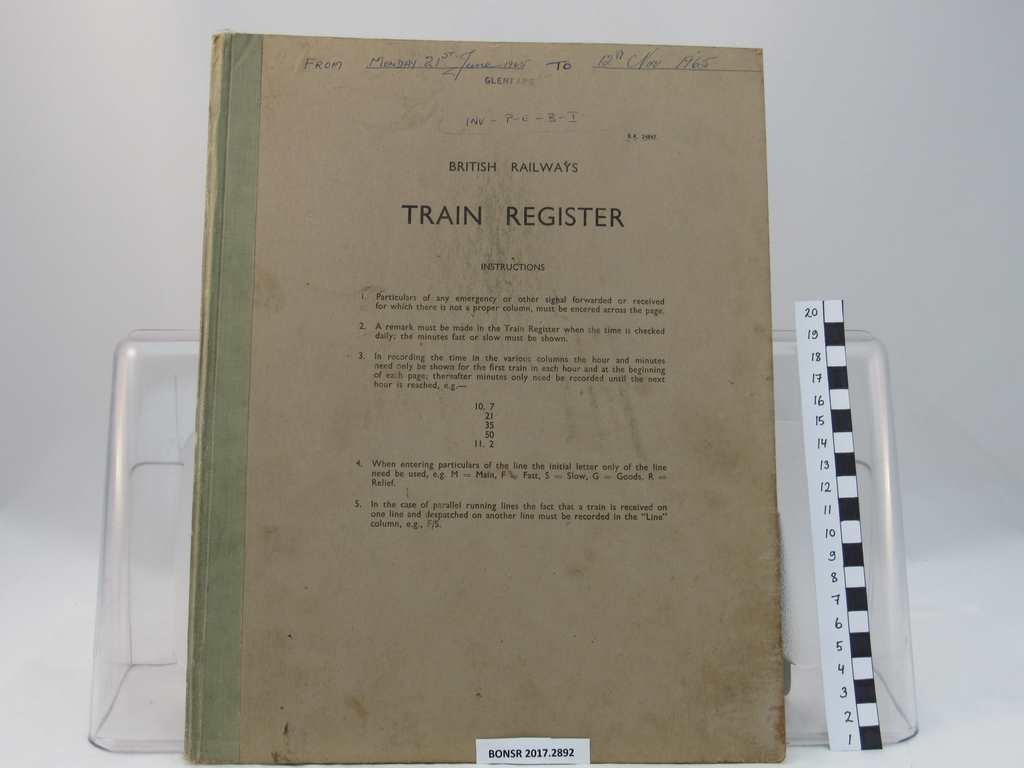 FROM MONDAY 21ST June 1965 TO 12th Nov 1965
INV - P - E - B - I
B.R. 24847
BRITISH RAILWAYS
TRAIN REGISTER
INSTRUCTIONS
1. Particulars of any emergency or other signal forwarded or received
for which there is not a proper column, must be entered across the page.
2. A remark must be made in the Train Register when the time is checked
daily; the minutes fast or slow must be shown.
3. In recording the time in the various columns the hour and minutes
need only be shown for the first train in each hour and at the beginning
of each page; thereafter minutes only need be recorded until the next
hour is reached, e.g.—
10. 7
21
35
50
11. 2
4. When entering particulars of the line the initial letter only of the line
need be used, e.g. M = Main, F = Fast, S = Slow, G = Goods. R =
Relief.
5. In the case of parallel running lines the fact that a train is received on
one line and despatched on another line must be recorded in the "Line"
column, e.g., F/S.
BONSR 2017.2892
20
19
18
17
16
15
14
13
12
11
10
9
8
7
6
5
4
3
2
1